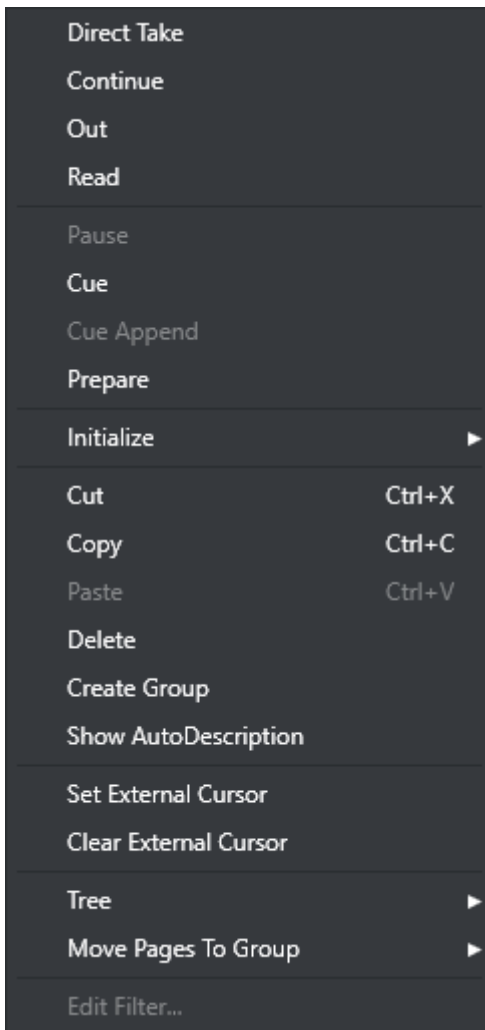 Direct Take
Continue
Out
Read
Pause
Cue
Cue Append
Prepare
Initialize
Cut Ctrl+X
Copy Ctrl+C
Paste Ctrl+V
Delete
Create Group
Show AutoDescription
Set External Cursor
Clear External Cursor
Tree
Move Pages To Group
Edit Filter...